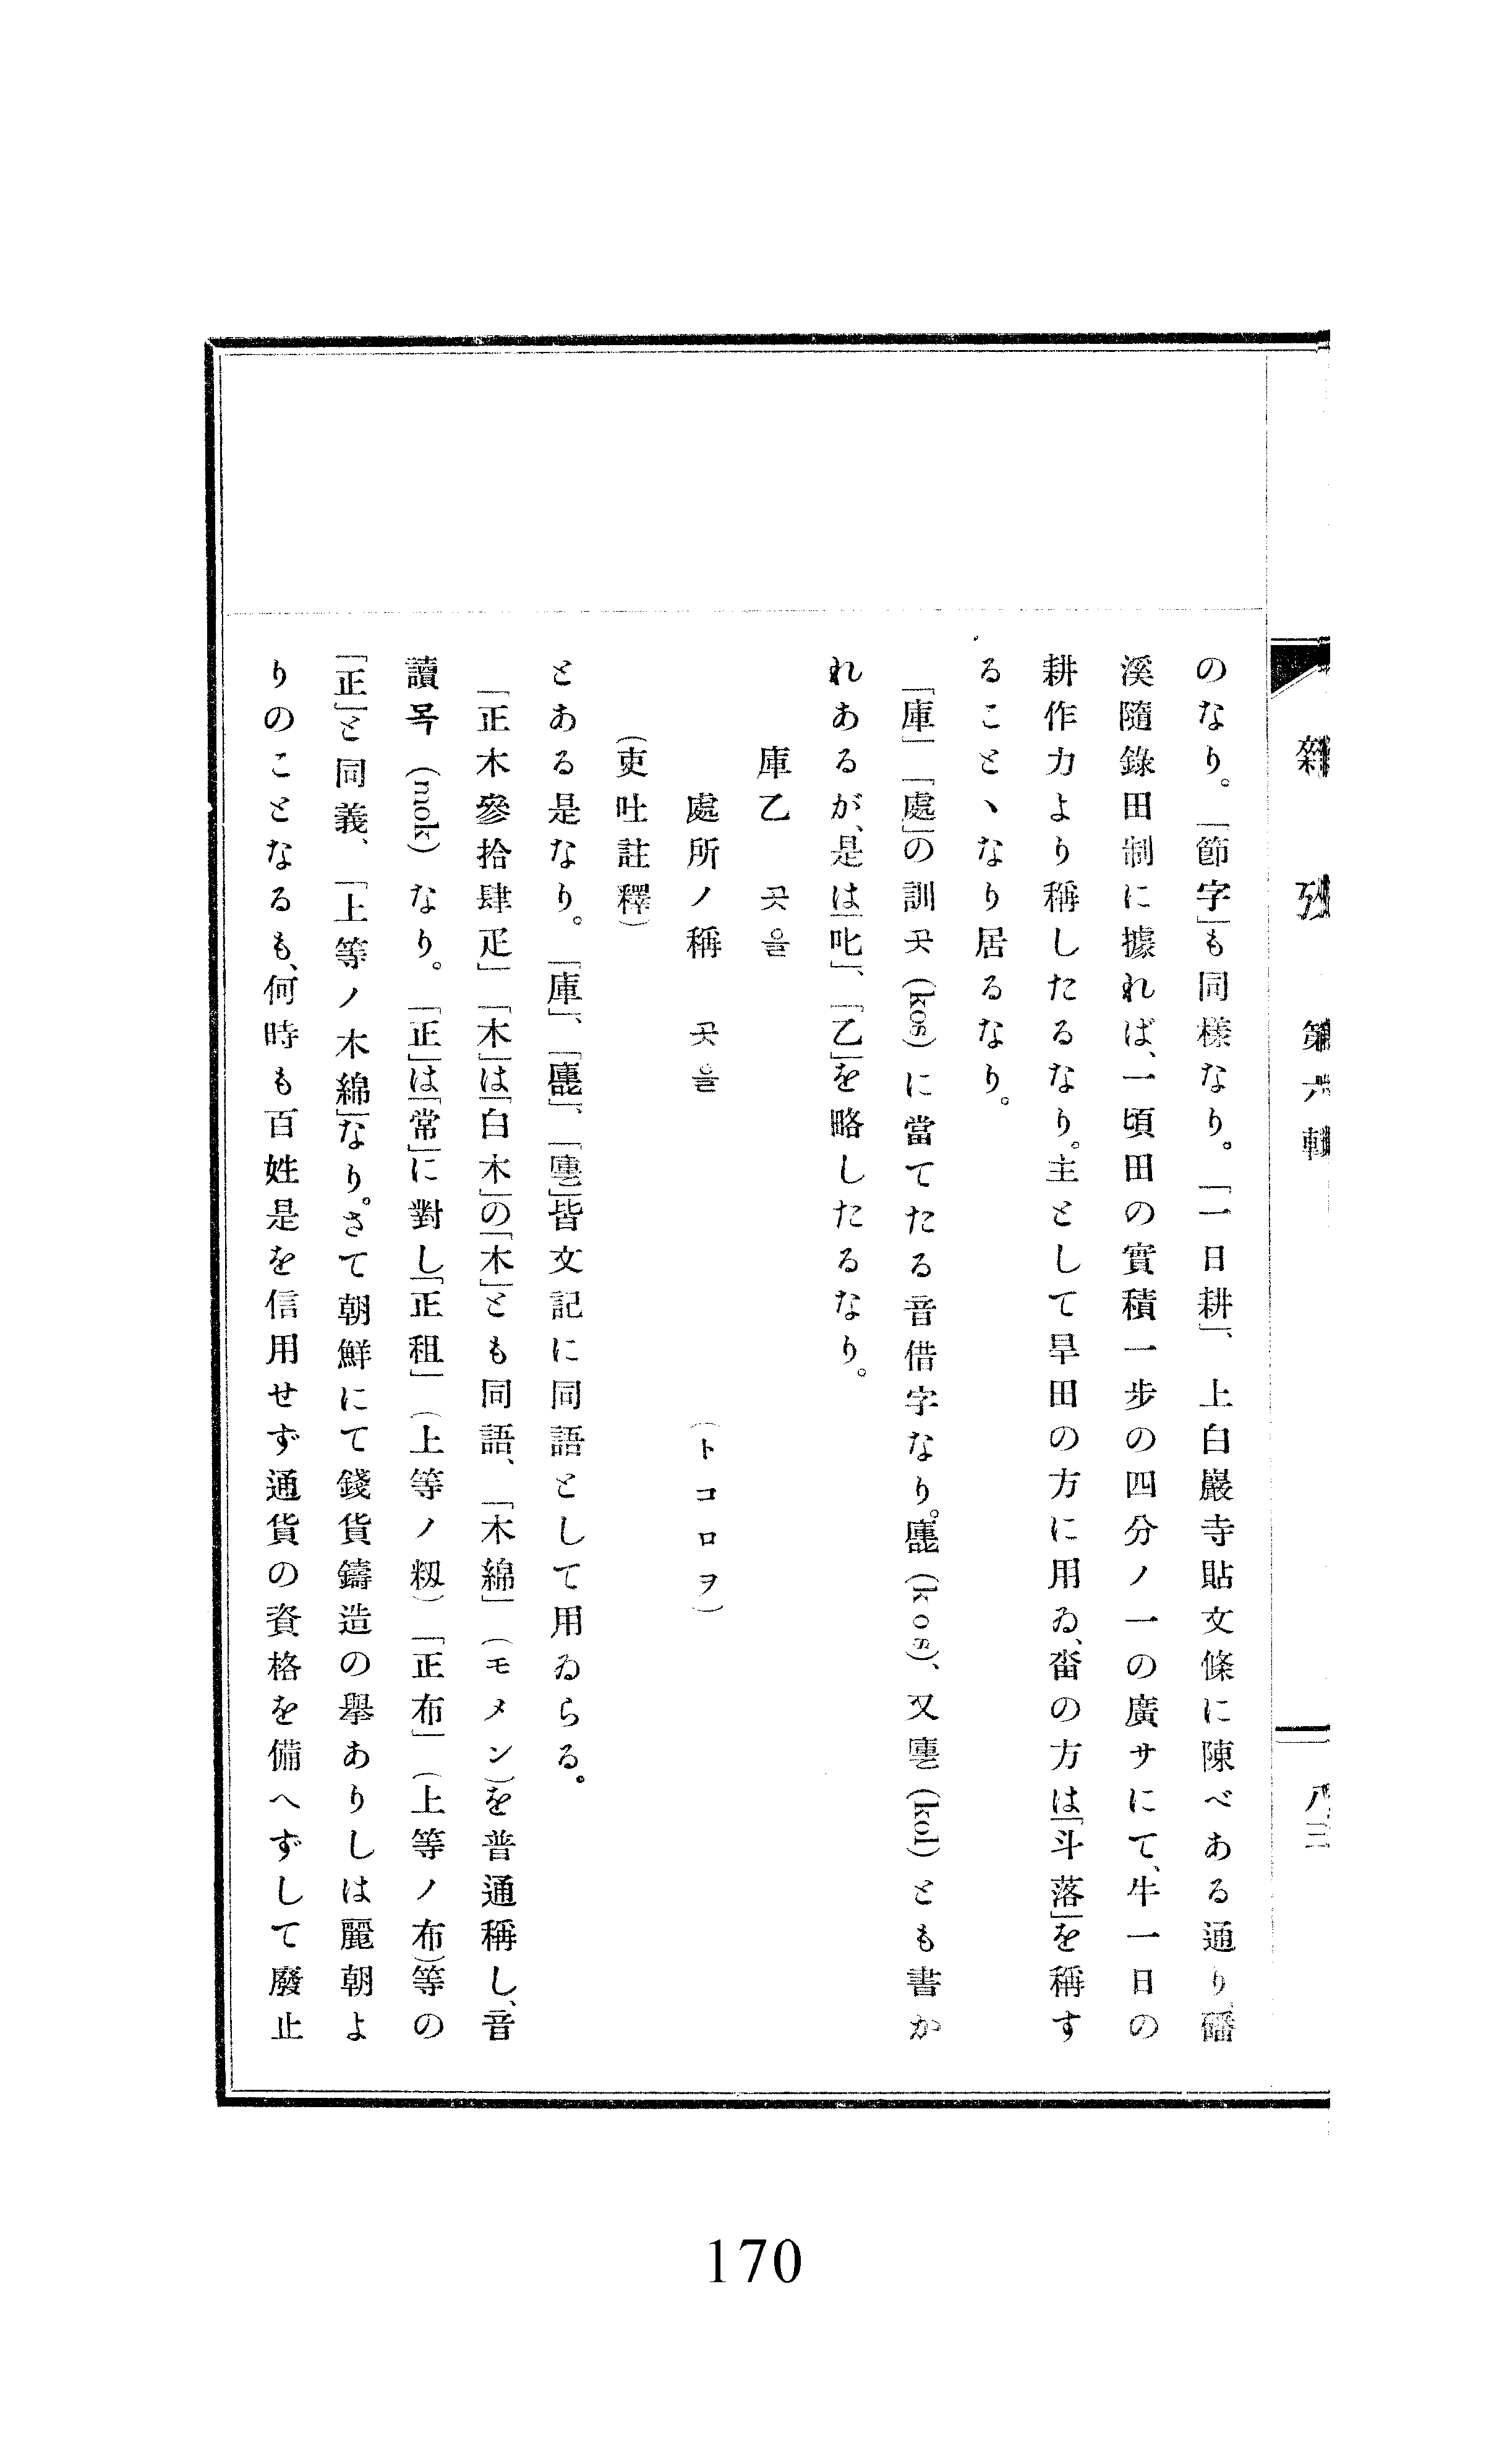 雜攷 第六輯 八三
のなり。「節字」も同樣なり。「一日耕」、上白巖寺貼文條に陳べある通り、磻
溪隨錄田制に據れば、一頃田の實積一步の四分ノ一の廣サにて、牛一日の
耕作力より稱したるなり。主として旱田の方に用ゐ、畓の方は「斗落」を稱す
ることゝなり居るなり。
「庫」「處」の訓곳(kos)に當てたる音借字なり。㖛(kos)、又㐘(kol)とも書か
れあるが、是は「叱」、「乙」を略したるなり。
庫乙 곳을
處所ノ稱 곳을 (トコロヲ)
(吏吐註釋)
とある是なり。「庫」、皆文記に同語として用ゐらる。
「正木參拾肆疋」「木」は「白木」の「木」とも同語、「木綿」(モメン)を普通稱し、音
讀목(mok)なり。「正」は「常」に對し「正租」(上等ノ籾)「正布」(上等ノ布)等の
「正」と同義、「上等ノ木綿」なり。さて朝鮮にて錢貨鑄造の擧ありしは麗朝よ
りのことなるも、何時も百姓是を信用せず通貨の資格を備へずして廢止
170